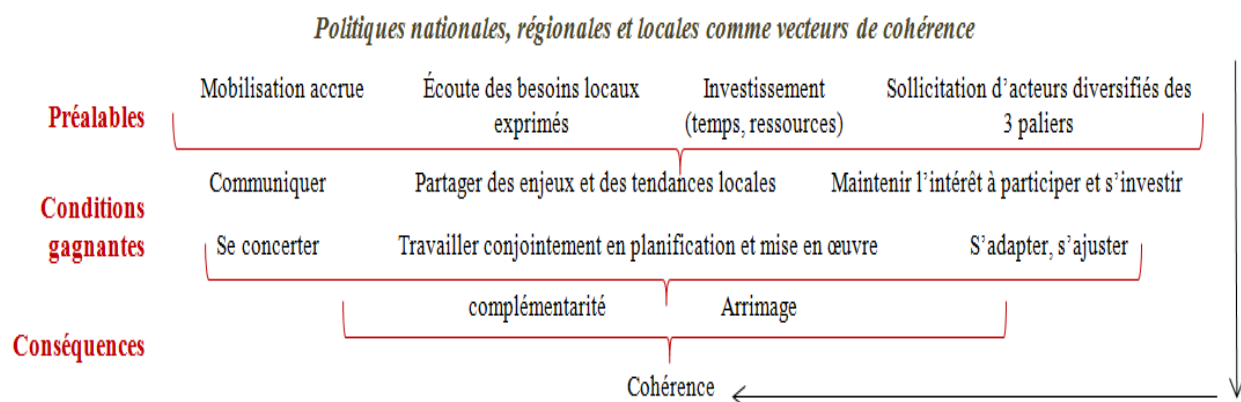 Politiques nationales, régionales et locales comme vecteurs de cohérence
Préalables
Mobilisation accrue
Écoute des besoins locaux
exprimés
Investissement
(temps, ressources)
Sollicitation d’acteurs diversifiés des
3 paliers
Conditions
gagnantes
Communiquer
Partager des enjeux et des tendances locales
Maintenir l’intérêt à participer et s’investir
Se concerter
Travailler conjointement en planification et mise en œuvre
S’adapter, s’ajuster
Conséquences
complémentarité
Arrimage
Cohérence